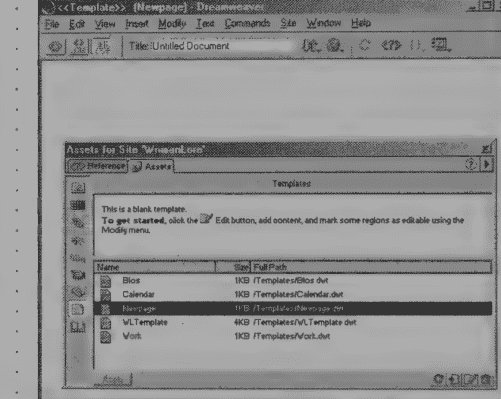 <<Template>> (Newpage) - Dreamweaver
File Edit View Insert Modify Text Commands Site Window Help
Title: Untitled Document
Assets for Site "WomanLore"
Reference Assets
Templates
This is a blank template.
To get started, click the Edit button, add content, and mark some regions as editable using the
Modify menu.
Name Size Full Path
Bios 1KB /Templates/Bios.dwt
Calendar 1KB /Templates/Calendar.dwt
Newpage 1KB /Templates/Newpage.dwt
WLTemplate 4KB /Templates/WLTemplate.dwt
Work 1KB /Templates/Work.dwt
Apply